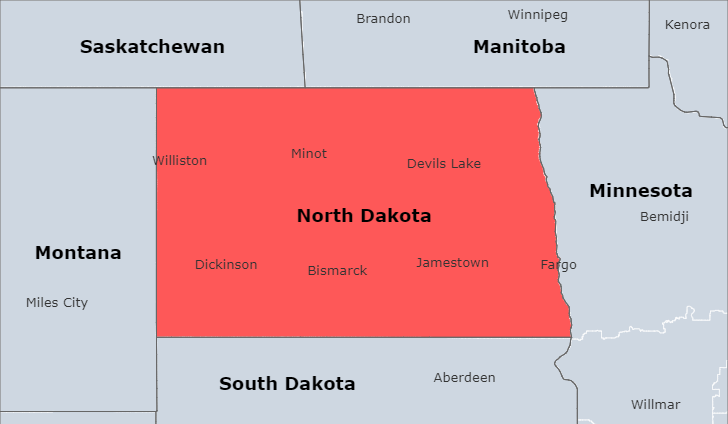 Brandon
Winnipeg
Kenora
Saskatchewan
Manitoba
Williston
Minot
Devils Lake
Minnesota
North Dakota
Bemidji
Montana
Dickinson
Bismarck
Jamestown
Fargo
Miles City
South Dakota
Aberdeen
Willmar